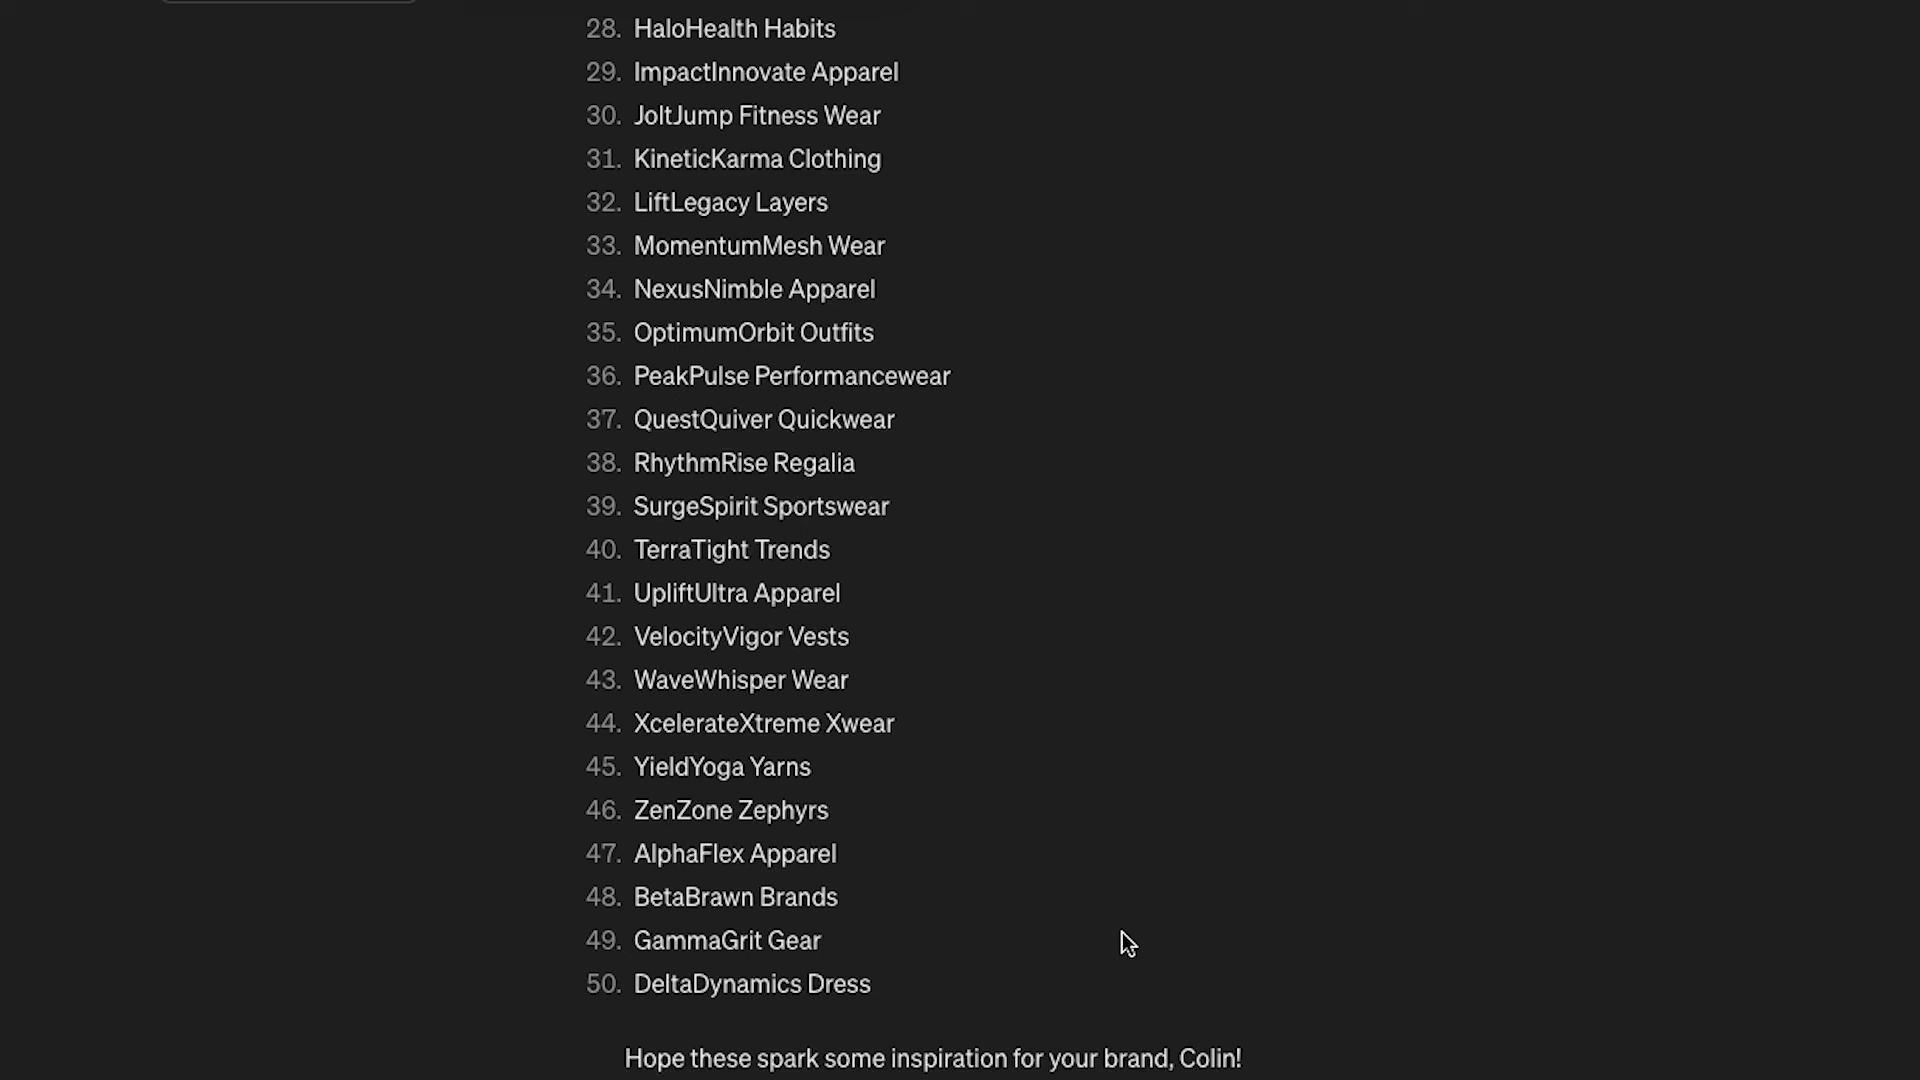 28. HaloHealth Habits
29. ImpactInnovate Apparel
30. JoltJump Fitness Wear
31. KineticKarma Clothing
32. LiftLegacy Layers
33. MomentumMesh Wear
34. NexusNimble Apparel
35. OptimumOrbit Outfits
36. PeakPulse Performancewear
37. QuestQuiver Quickwear
38. RhythmRise Regalia
39. SurgeSpirit Sportswear
40. TerraTight Trends
41. UpliftUltra Apparel
42. VelocityVigor Vests
43. WaveWhisper Wear
44. XcelerateXtreme Xwear
45. YieldYoga Yarns
46. ZenZone Zephyrs
47. AlphaFlex Apparel
48. BetaBrawn Brands
49. GammaGrit Gear
50. DeltaDynamics Dress
Hope these spark some inspiration for your brand, Colin!